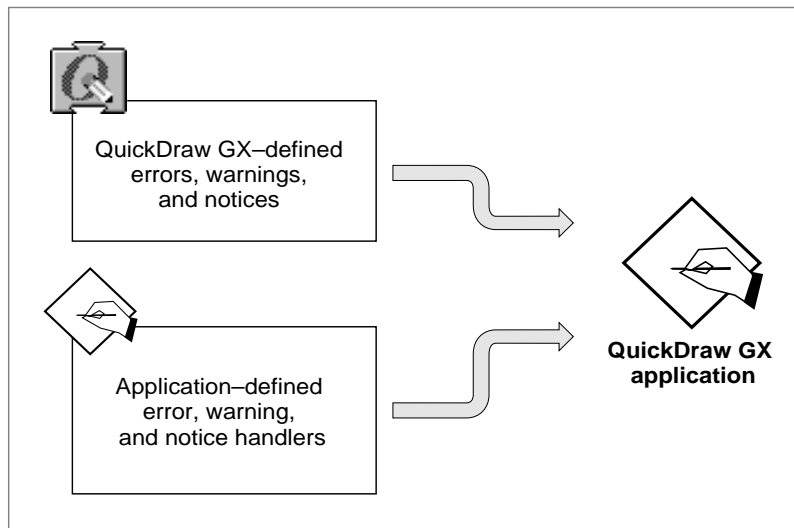 QuickDraw GX–defined
errors, warnings,
and notices
Application–defined
error, warning,
and notice handlers
QuickDraw GX
application